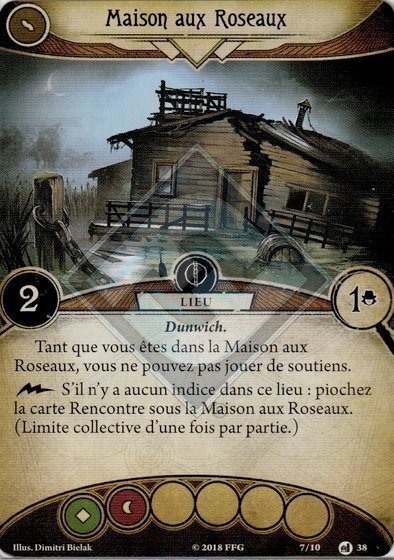 Maison aux Roseaux
2
1
LIEU
Dunwich.
Tant que vous êtes dans la Maison aux
Roseaux, vous ne pouvez pas jouer de soutiens.
S'il n'y a aucun indice dans ce lieu : piochez
la carte Rencontre sous la Maison aux Roseaux.
(Limite collective d'une fois par partie.)
Illus. Dimitri Bielak © 2018 FFG 7/10 38